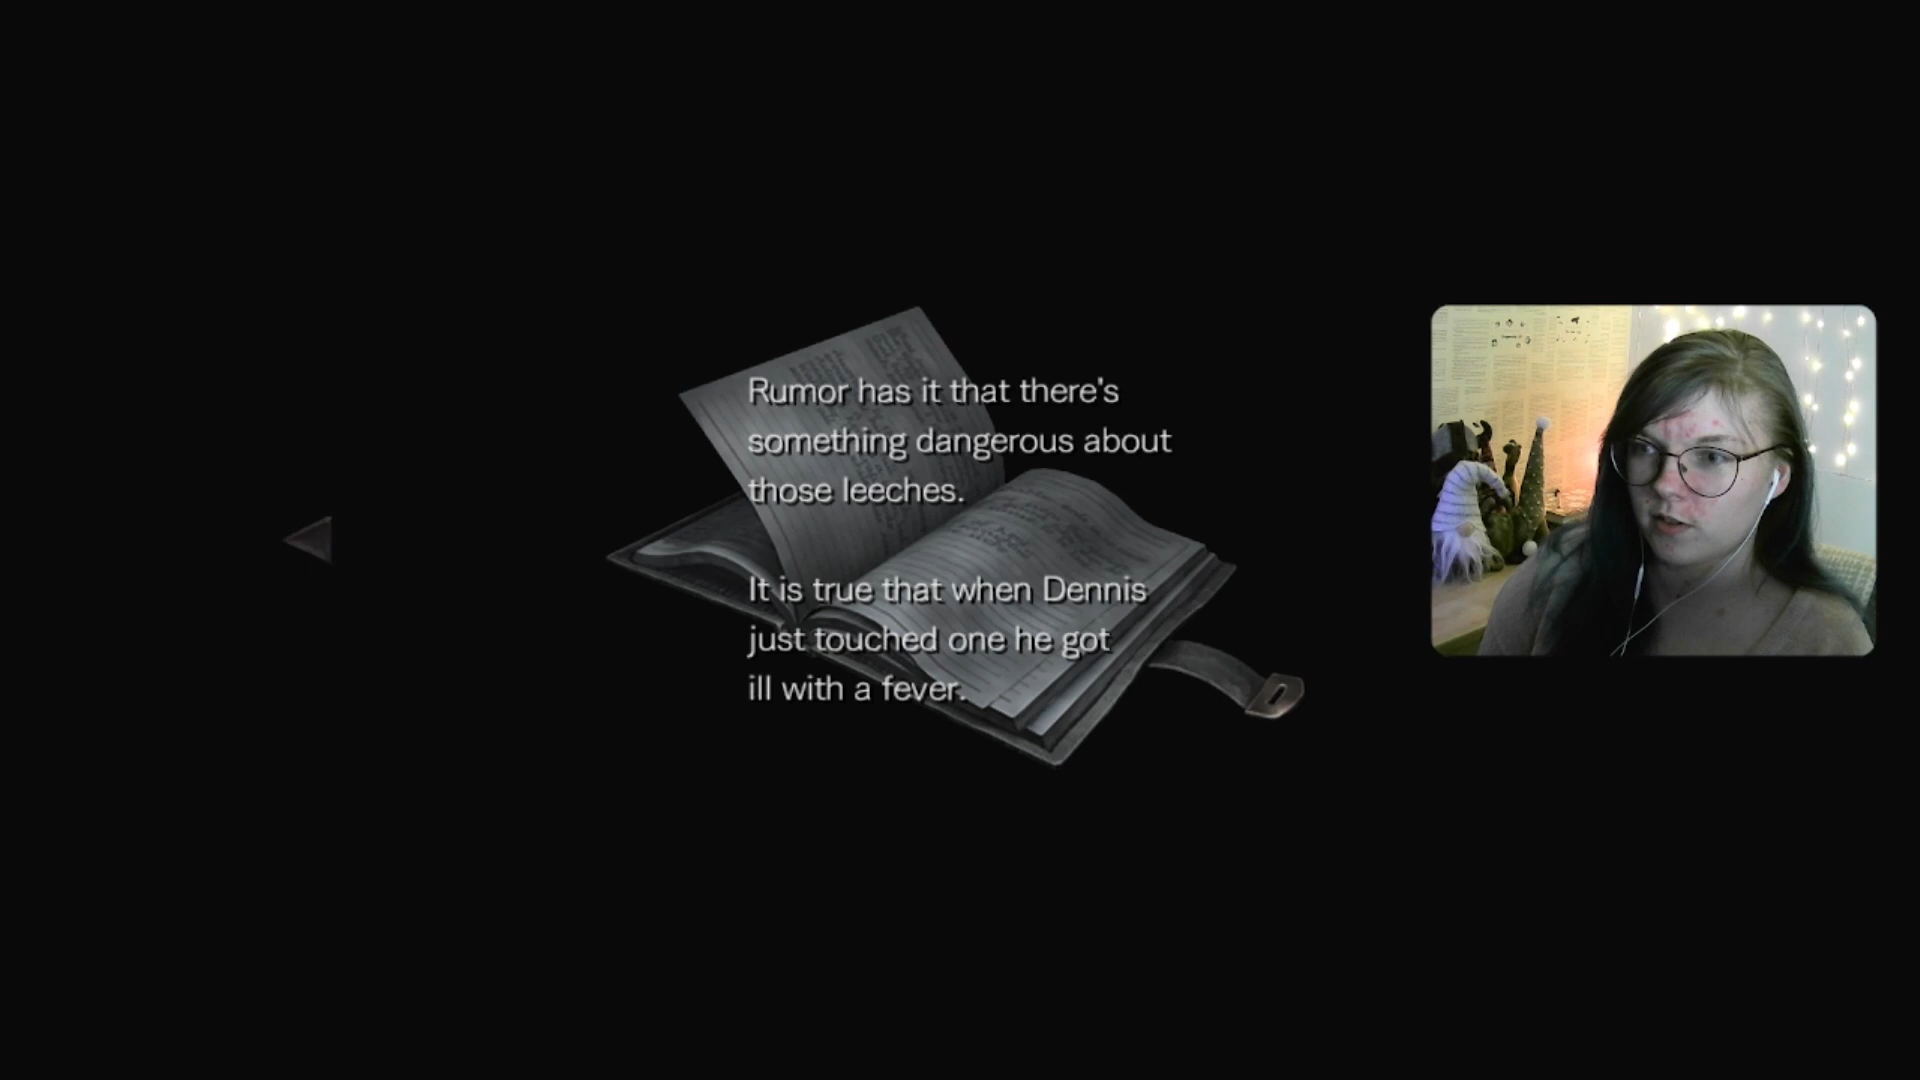 Rumor has it that there's
something dangerous about
those leeches.
It is true that when Dennis
just touched one he got
ill with a fever.